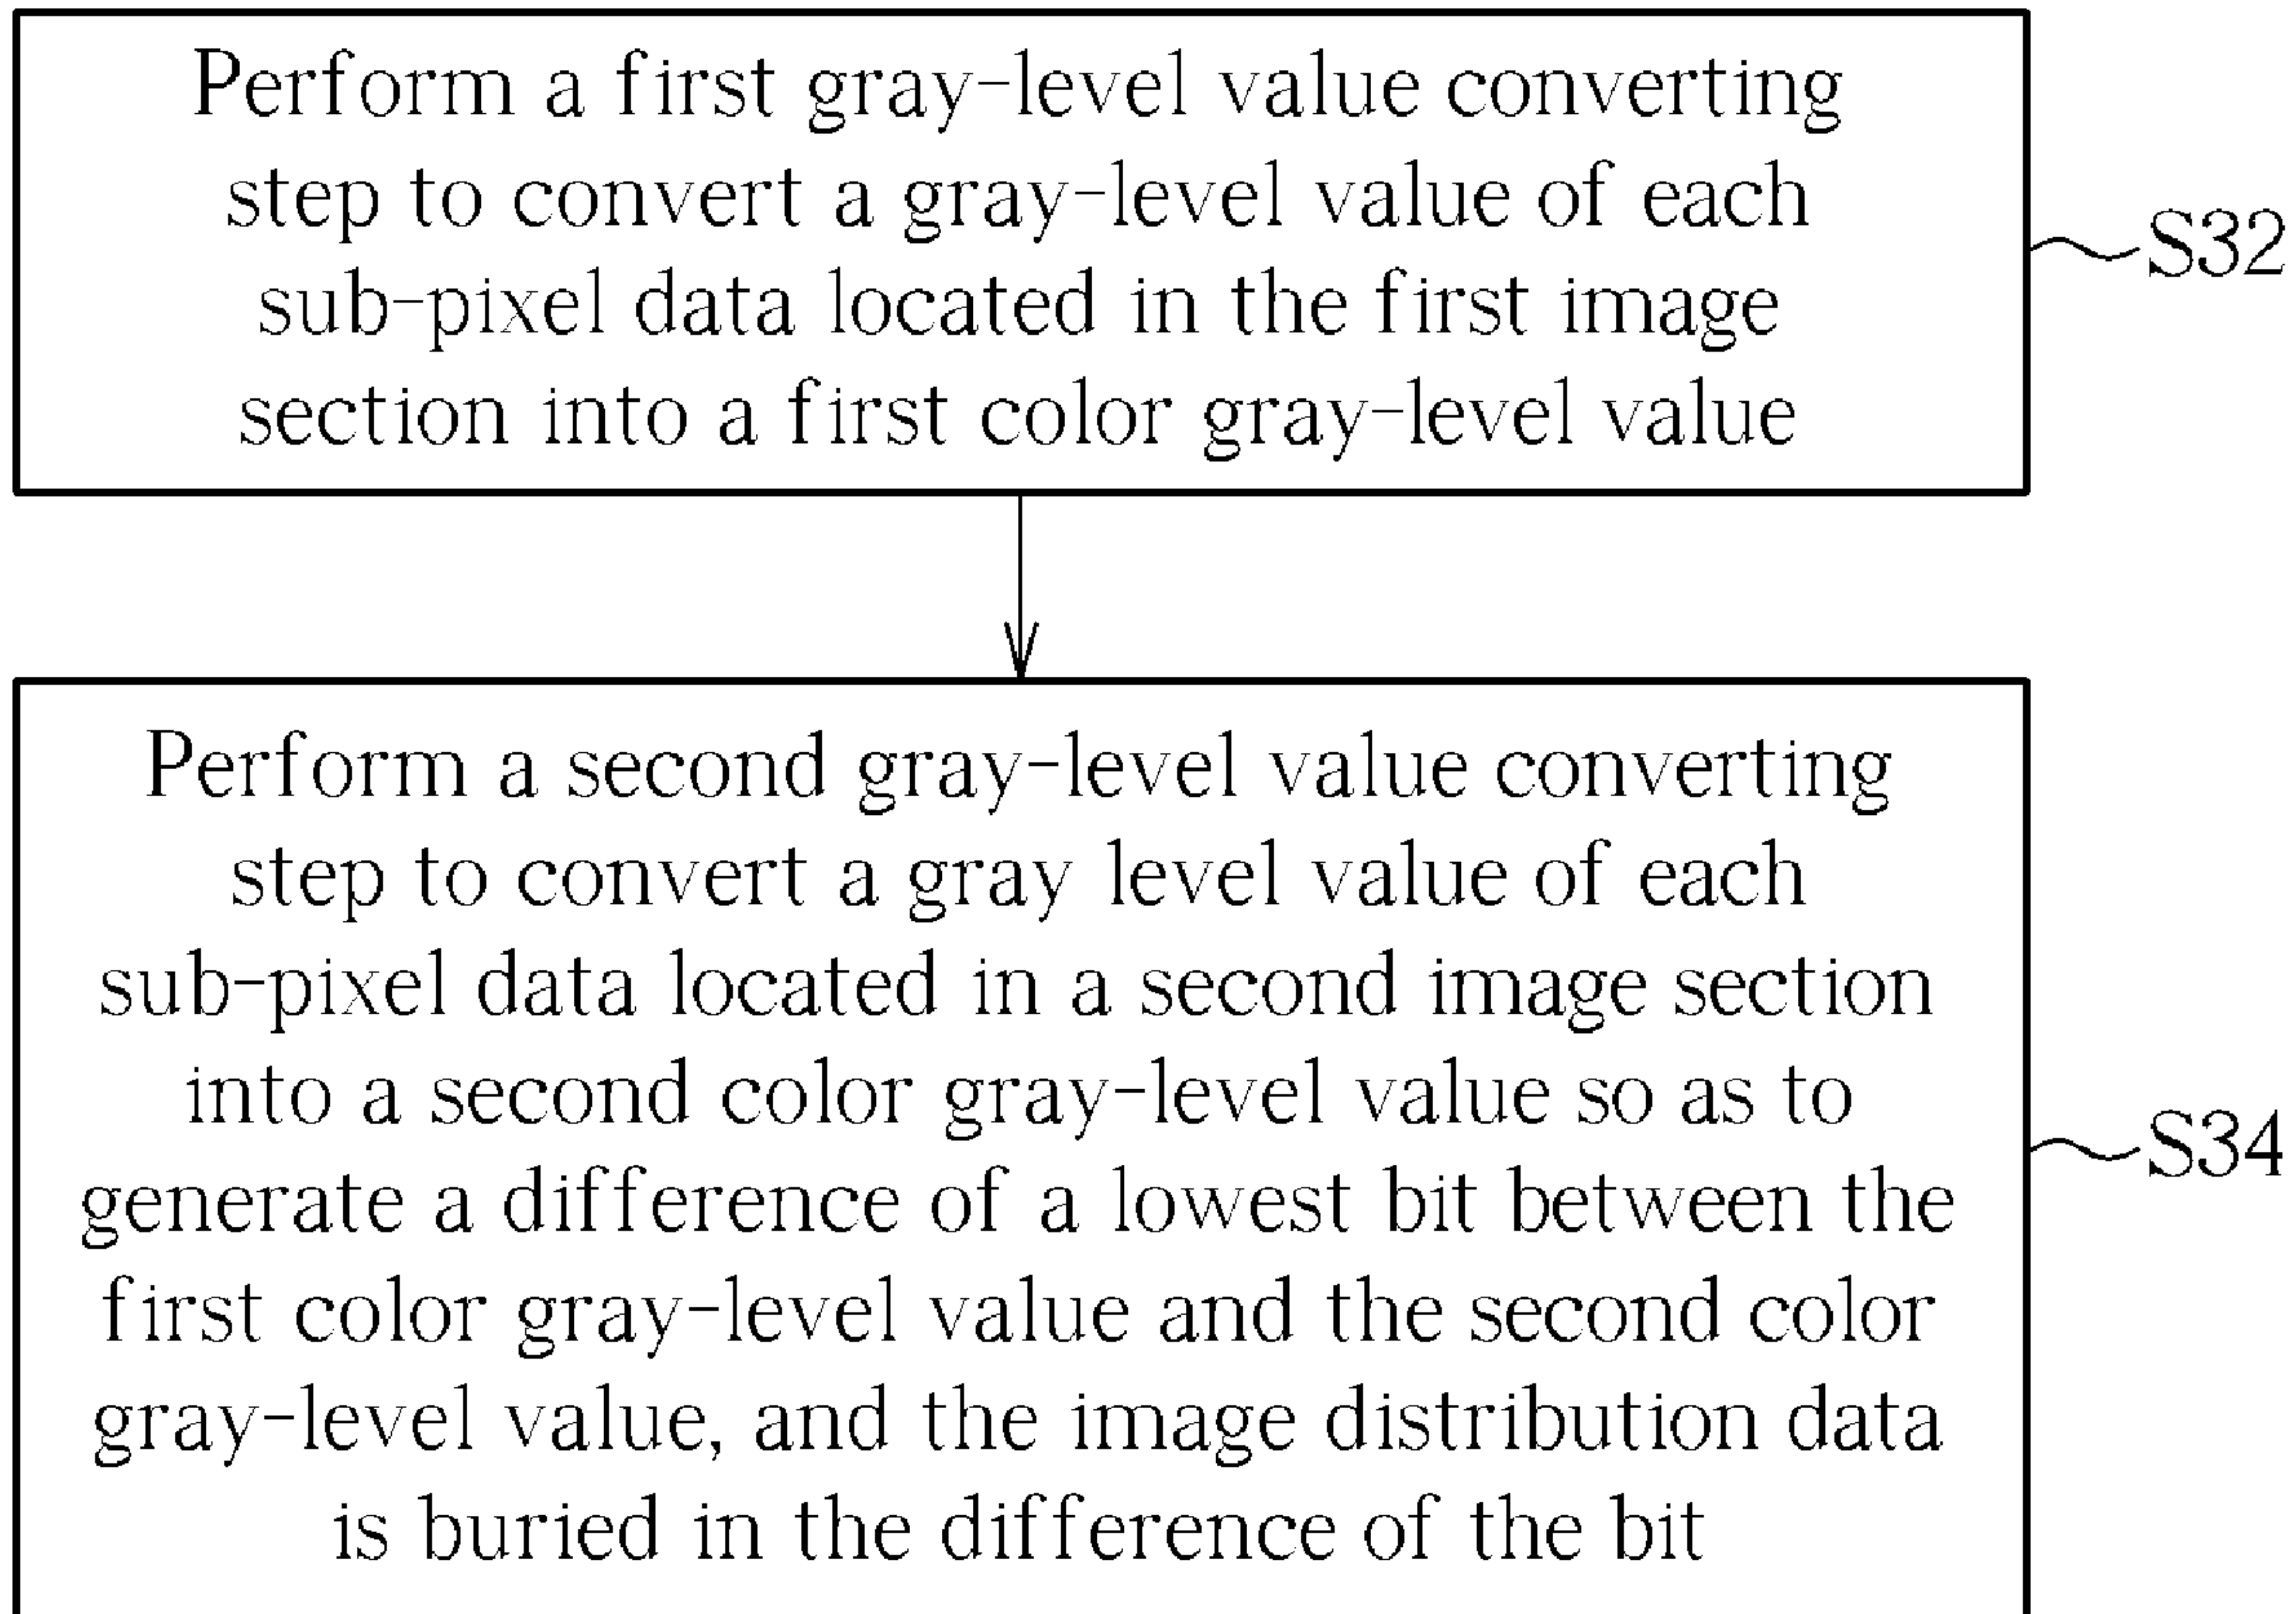 Perform a first gray-level value converting
step to convert a gray-level value of each
sub-pixel data located in the first image
section into a first color gray-level value
S32
Perform a second gray-level value converting
step to convert a gray level value of each
sub-pixel data located in a second image section
into a second color gray-level value so as to
generate a difference of a lowest bit between the
first color gray-level value and the second color
gray-level value, and the image distribution data
is buried in the difference of the bit
S34